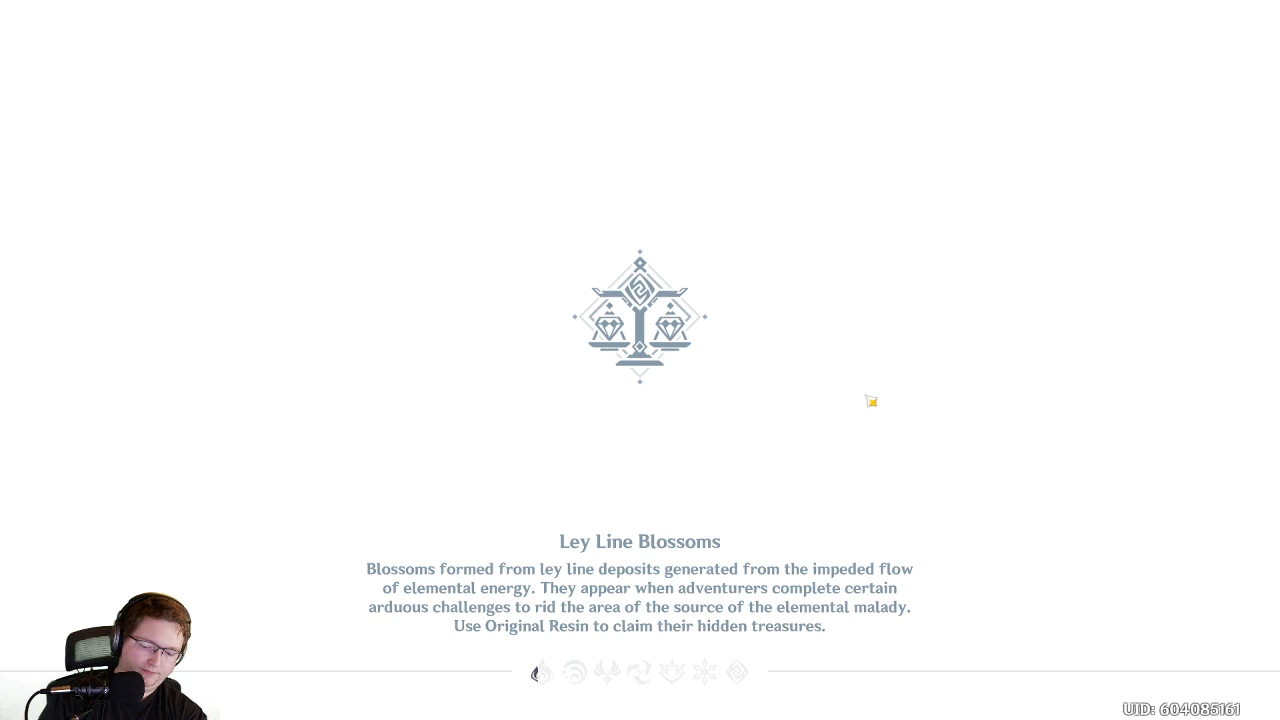 Ley Line Blossoms
Blossoms formed from ley line deposits generated from the impeded flow
of elemental energy. They appear when adventurers complete certain
arduous challenges to rid the area of the source of the elemental malady.
Use Original Resin to claim their hidden treasures.
UID: 604085161